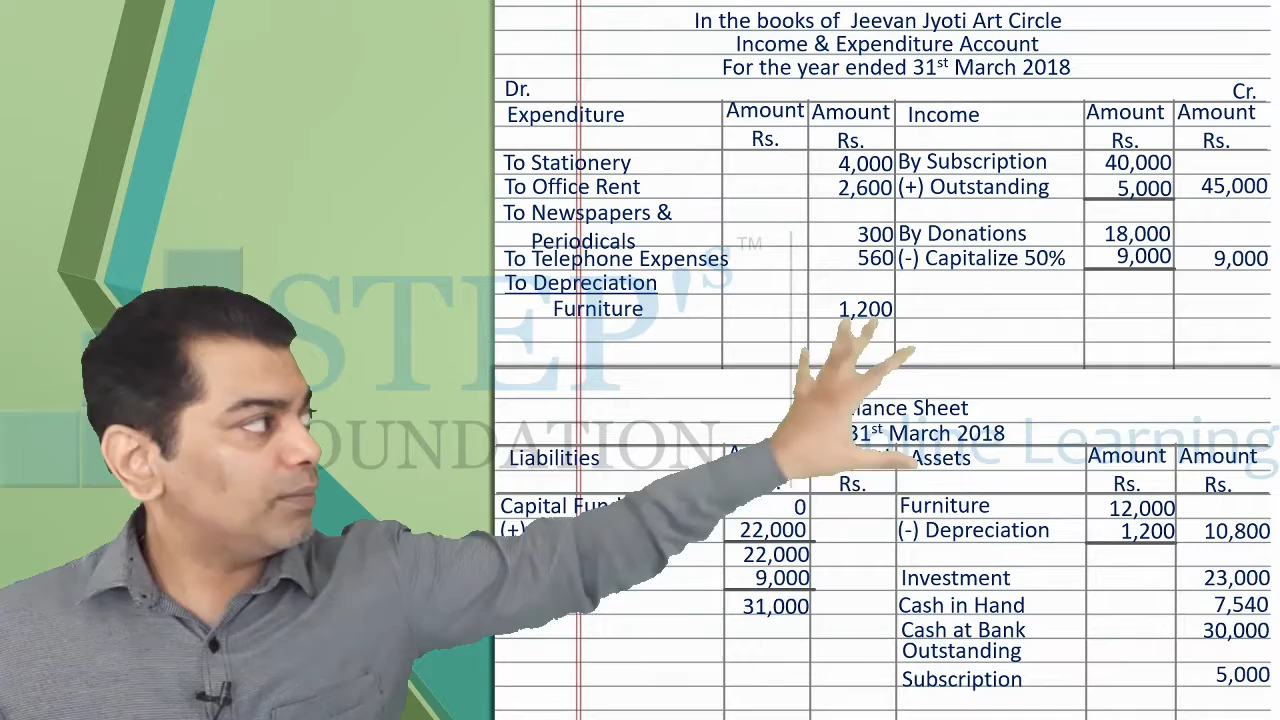 In the books of Jeevan Jyoti Art Circle
Income & Expenditure Account
For the year ended 31st March 2018
Dr. Cr.
Expenditure Amount Amount Income Amount Amount
Rs. Rs. Rs. Rs.
To Stationery 4,000 By Subscription 40,000
To Office Rent 2,600 (+) Outstanding 5,000 45,000
To Newspapers &
Periodicals 300 By Donations 18,000
To Telephone Expenses 560 (-) Capitalize 50% 9,000 9,000
To Depreciation
Furniture 1,200
STEP's™
FOUNDATION
Learning
Sheet
31st March 2018
Liabilities Assets Amount Amount
Rs. Rs. Rs.
Capital 0 Furniture 12,000
(+) 22,000 (-) Depreciation 1,200 10,800
22,000
9,000 Investment 23,000
31,000 Cash in Hand 7,540
Cash at Bank 30,000
Outstanding
Subscription 5,000